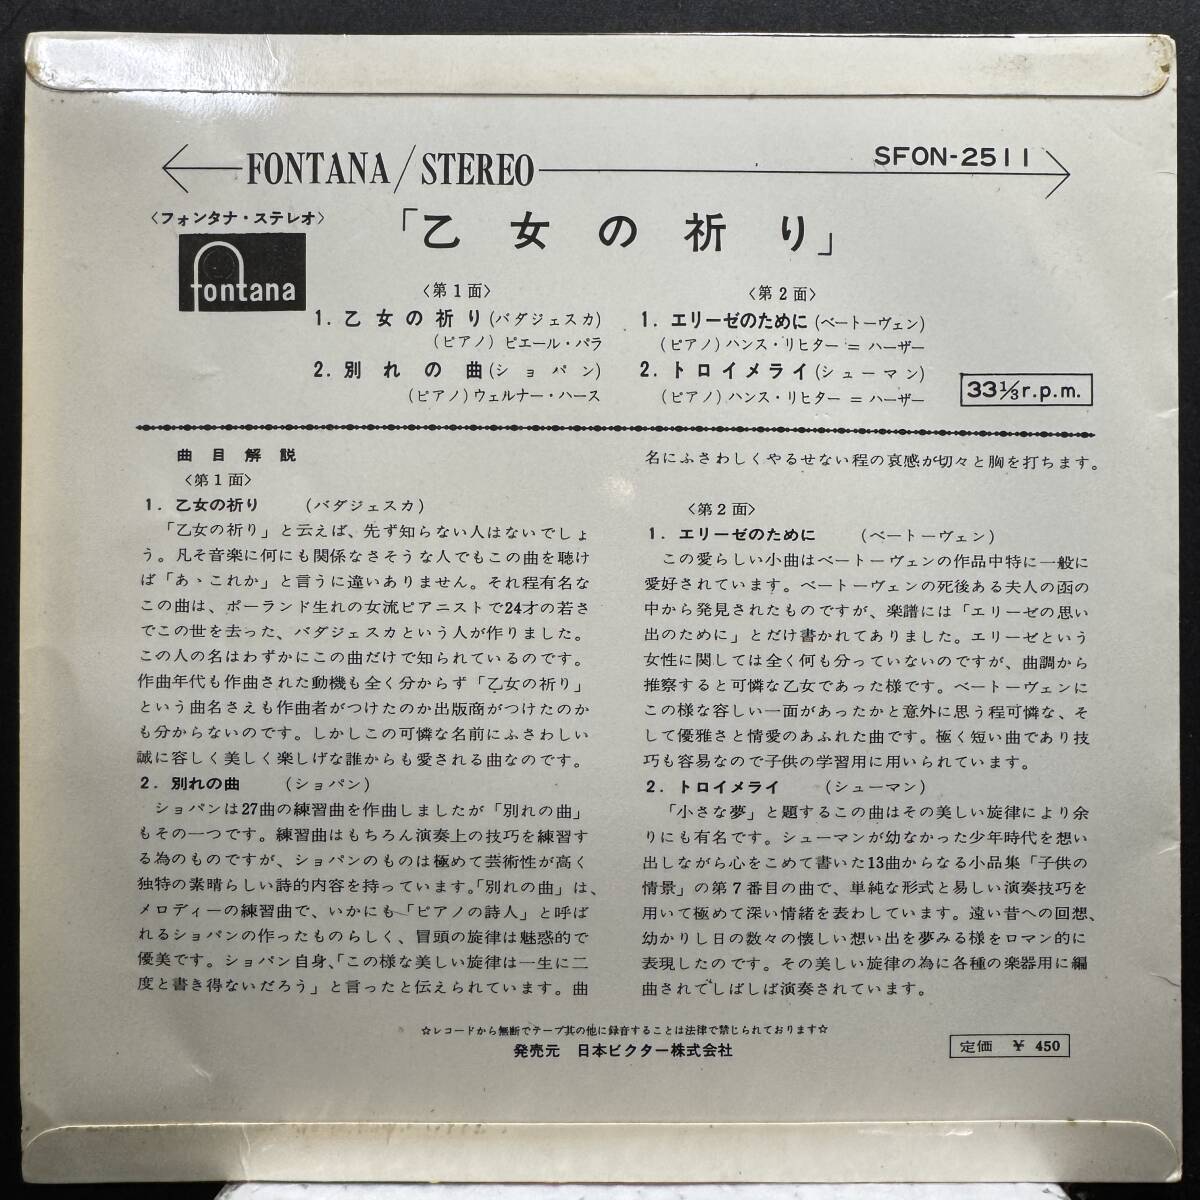 FONTANA/STEREO
SFON-2511
〈フォンタナ・ステレオ〉
fontana
「乙女の祈り」
〈第1面〉
1. 乙女の祈り(バダジェスカ)
(ピアノ) ピエール・パラ
2. 別れの曲(ショパン)
(ピアノ)ウェルナー・ハース
〈第2面〉
1. エリーゼのために(ベートーヴェン)
(ピアノ)ハンス・リヒター=ハーザー
2. トロイメライ(シューマン)
(ピアノ)ハンス・リヒター=ハーザー
33⅓r.p.m.
曲目解説
〈第1面〉
1. 乙女の祈り (バダジェスカ)
「乙女の祈り」と云えば、先ず知らない人はないでしょ
う。凡そ音楽に何にも関係なさそうな人でもこの曲を聴け
ば「あゝこれか」と言うに違いありません。それ程有名な
この曲は、ポーランド生れの女流ピアニストで24才の若さ
でこの世を去った、バダジェスカという人が作りました。
この人の名はわずかにこの曲だけで知られているのです。
作曲年代も作曲された動機も全く分からず「乙女の祈り」
という曲名さえも作曲者がつけたのか出版商がつけたのか
も分からないのです。しかしこの可憐な名前にふさわしい
誠に容しく美しく楽しげな誰からも愛される曲なのです。
2. 別れの曲 (ショパン)
ショパンは27曲の練習曲を作曲しましたが「別れの曲」
もその一つです。練習曲はもちろん演奏上の技巧を練習す
る為のものですが、ショパンのものは極めて芸術性が高く
独特の素晴らしい詩的内容を持っています。「別れの曲」は、
メロディーの練習曲で、いかにも「ピアノの詩人」と呼ば
れるショパンの作ったものらしく、冒頭の旋律は魅惑的で
優美です。ショパン自身、「この様な美しい旋律は一生に二
度と書き得ないだろう」と言ったと伝えられています。曲
名にふさわしくやるせない程の哀感が切々と胸を打ちます。
〈第2面〉
1. エリーゼのために (ベートーヴェン)
この愛らしい小曲はベートーヴェンの作品中特に一般に
愛好されています。ベートーヴェンの死後ある夫人の函の
中から発見されたものですが、楽譜には「エリーゼの思い
出のために」とだけ書かれてありました。エリーゼという
女性に関しては全く何も分っていないのですが、曲調から
推察すると可憐な乙女であった様です。ベートーヴェンに
この様な容しい一面があったかと意外に思う程可憐な、そ
して優雅さと情愛のあふれた曲です。極く短い曲であり技
巧も容易なので子供の学習用に用いられています。
2. トロイメライ (シューマン)
「小さな夢」と題するこの曲はその美しい旋律により余
りにも有名です。シューマンが幼なかった少年時代を想い
出しながら心をこめて書いた13曲からなる小品集「子供の
情景」の第7番目の曲で、単純な形式と易しい演奏技巧を
用いて極めて深い情緒を表わしています。遠い昔への回想、
幼かりし日の数々の懐しい想い出を夢みる様をロマン的に
表現したのです。その美しい旋律の為に各種の楽器用に編
曲されてしばしば演奏されています。
☆レコードから無断でテープ其の他に録音することは法律で禁じられております☆
発売元 日本ビクター株式会社
定価 ¥ 450